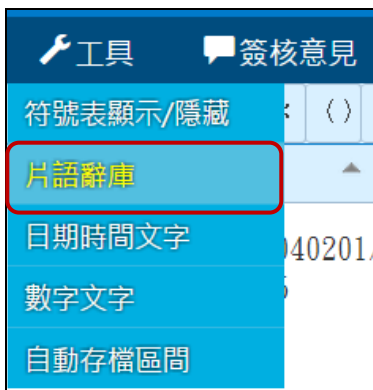 工具 簽核意見
符號表顯示/隱藏 ( )
片語辭庫
日期時間文字
040201
數字文字
自動存檔區間